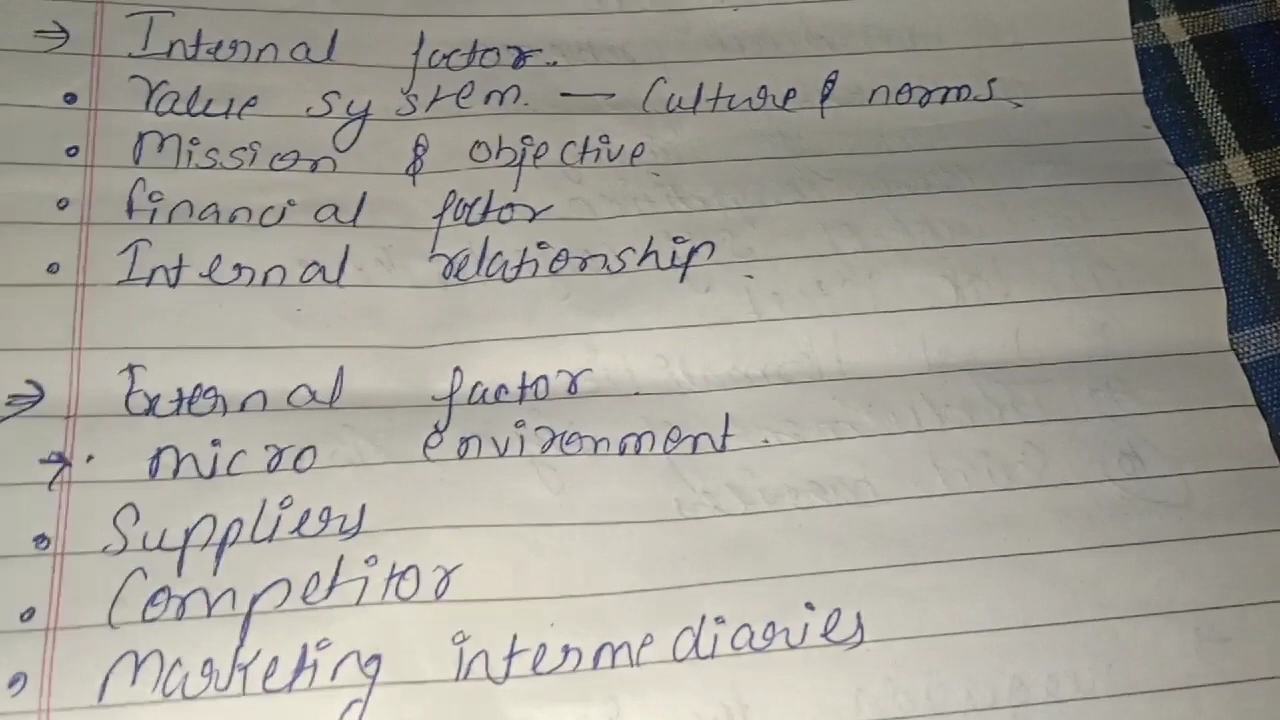 ⇒ Internal factor.
• Value system. — Culture & norms.
• Mission & objective.
• financial factor
• Internal relationship.
⇒ External factor.
→ • micro environment.
• Suppliers
• Competitor
• Marketing intermediaries